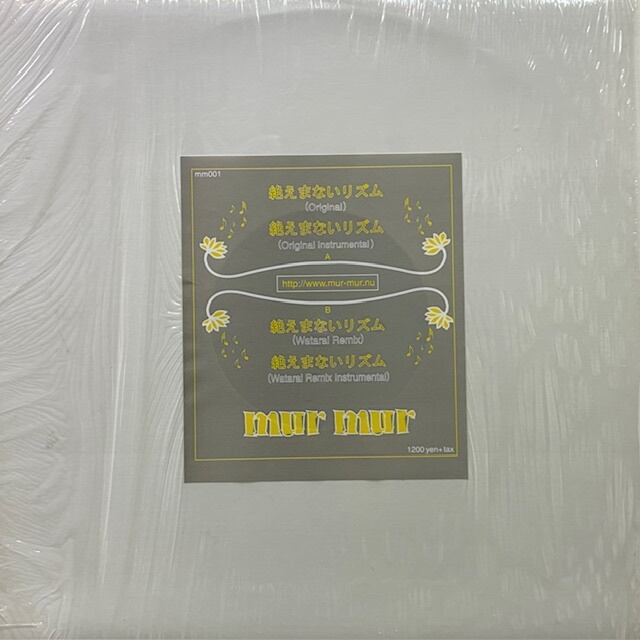 mm001
絶えまないリズム
(Original)
絶えまないリズム
(Original Instrumental)
A
http://www.mur-mur.nu
B
絶えまないリズム
(Watarai Remix)
絶えまないリズム
(Watarai Remix Instrumental)
mur mur
1200 yen+tax